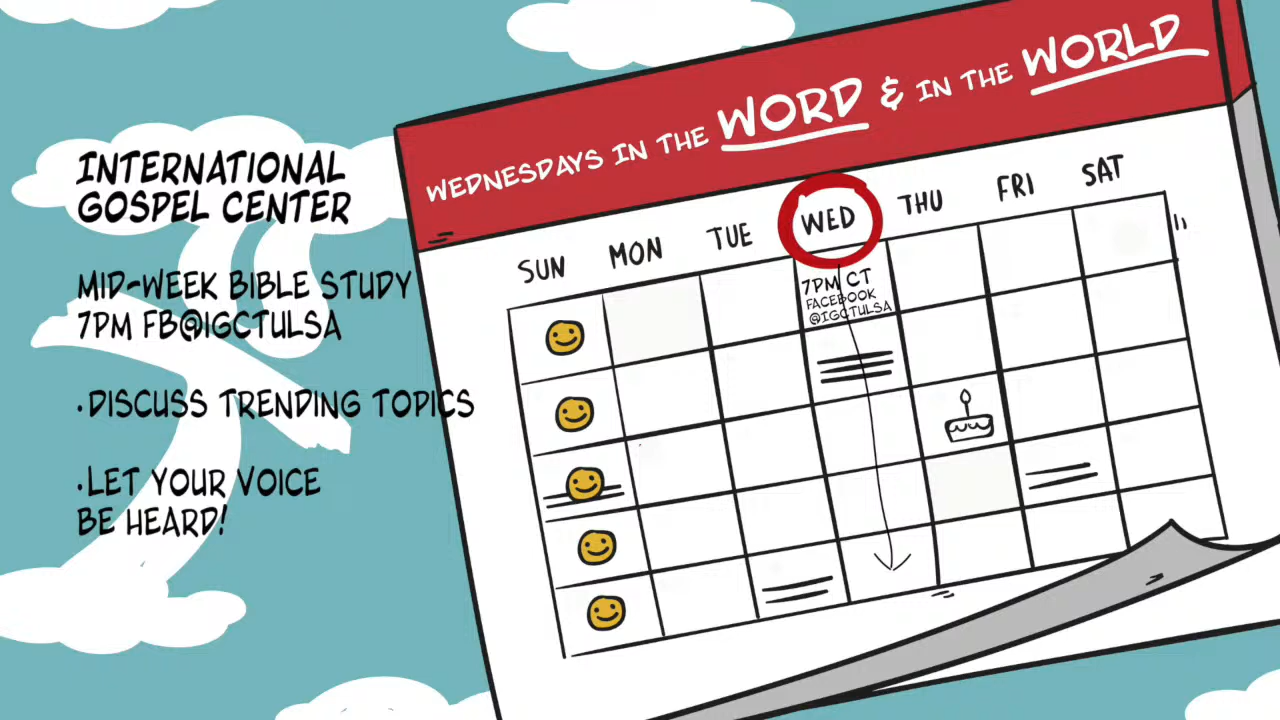 INTERNATIONAL
GOSPEL CENTER
MID-WEEK BIBLE STUDY
7PM FB@IGCTULSA
•DISCUSS TRENDING TOPICS
•LET YOUR VOICE
BE HEARD!
WEDNESDAYS IN THE WORD & IN THE WORLD
SUN MON TUE WED THU FRI SAT
7PM CT
FACEBOOK
@IGCTULSA